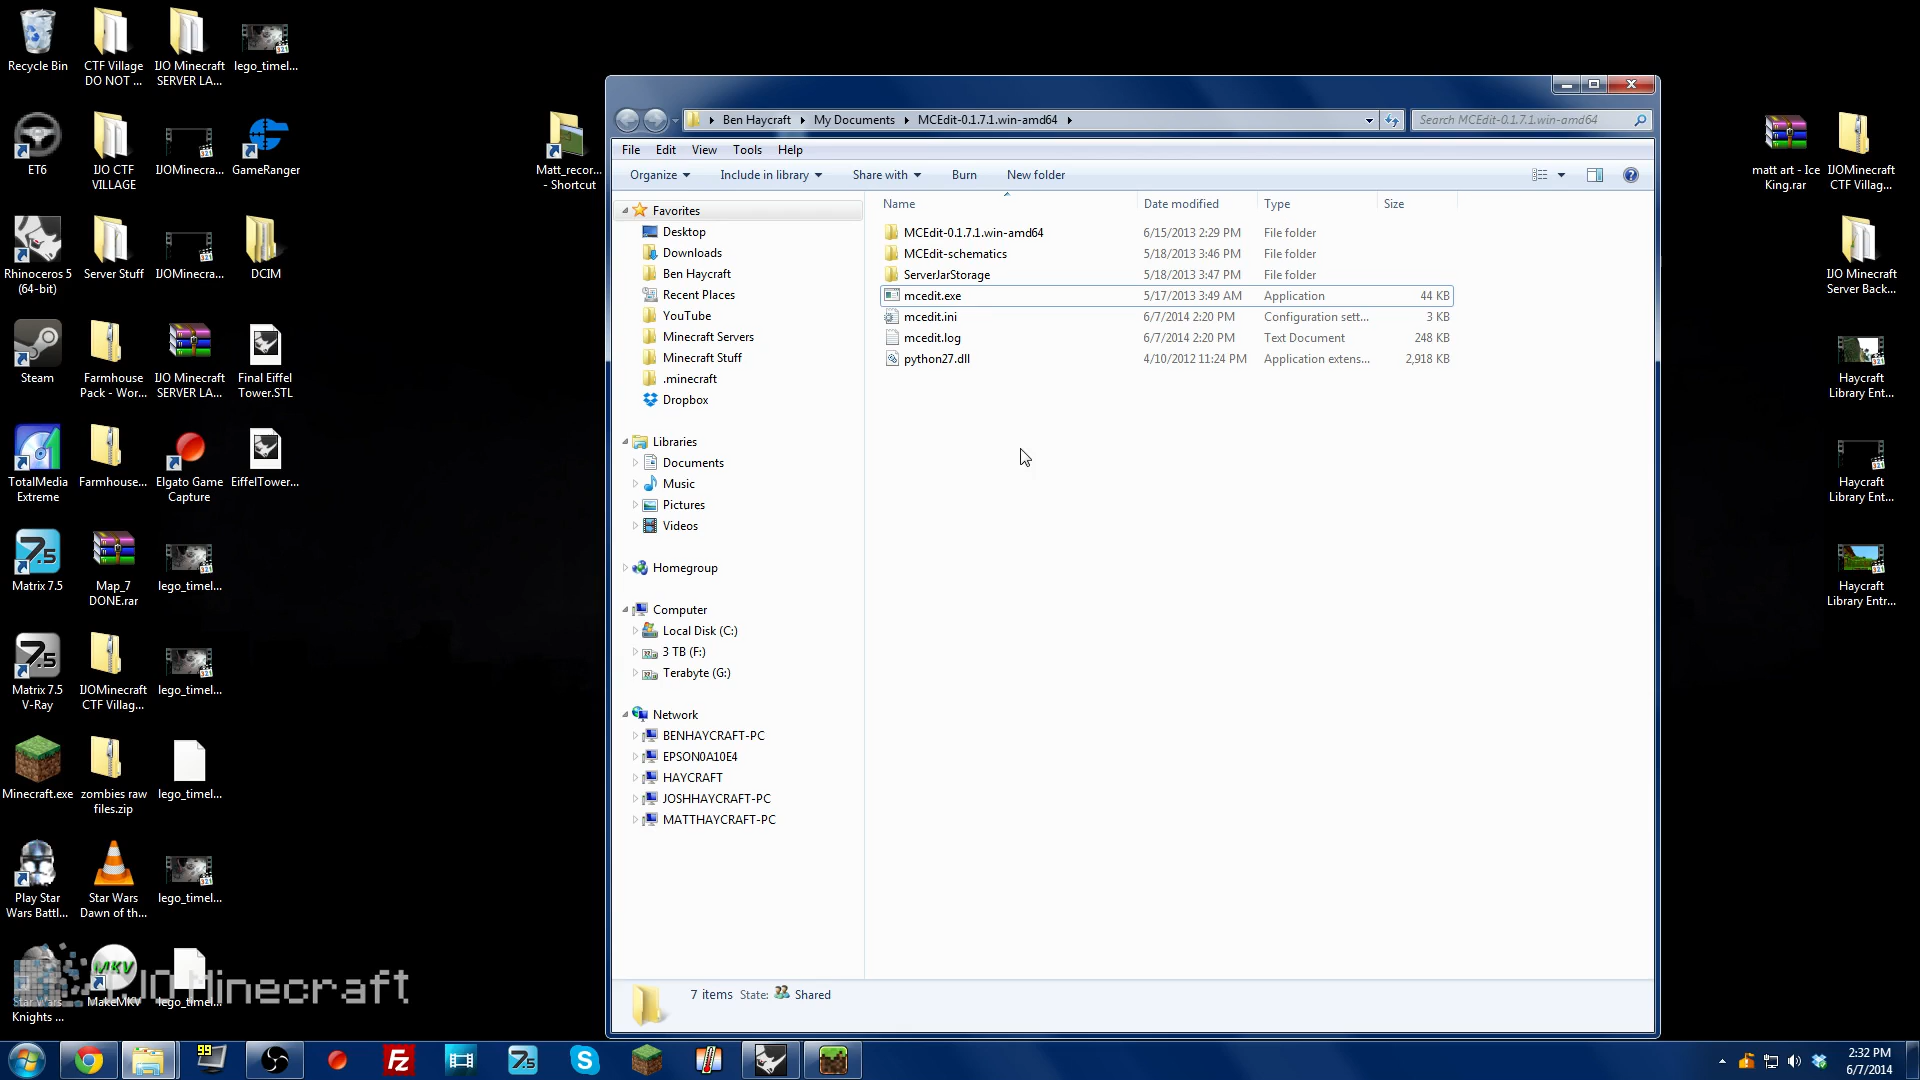 Recycle Bin
CTF Village
DO NOT ...
IJO Minecraft
SERVER LA...
lego_timel...
ET6
IJO CTF
VILLAGE
IJOMinecra...
GameRanger
Matt_recor...
- Shortcut
Rhinoceros 5
(64-bit)
Server Stuff
IJOMinecra...
DCIM
Steam
Farmhouse
Pack - Wor...
IJO Minecraft
SERVER LA...
Final Eiffel
Tower.STL
TotalMedia
Extreme
Farmhouse...
Elgato Game
Capture
EiffelTower...
7.5
Matrix 7.5
Map_7
DONE.rar
lego_timel...
7.5
Matrix 7.5
V-Ray
IJOMinecraft
CTF Villag...
lego_timel...
Minecraft.exe
zombies raw
files.zip
lego_timel...
Play Star
Wars Battl...
Star Wars
Dawn of th...
lego_timel...
Star Wars
Knights ...
MKV
MakeMKV
lego_timel...
IJO Minecraft
Ben Haycraft
My Documents
MCEdit-0.1.7.1.win-amd64
Search MCEdit-0.1.7.1.win-amd64
File Edit View Tools Help
Organize Include in library Share with Burn New folder
Favorites
Desktop
Downloads
Ben Haycraft
Recent Places
YouTube
Minecraft Servers
Minecraft Stuff
.minecraft
Dropbox
Libraries
Documents
Music
Pictures
Videos
Homegroup
Computer
Local Disk (C:)
3 TB (F:)
Terabyte (G:)
Network
BENHAYCRAFT-PC
EPSON0A10E4
HAYCRAFT
JOSHHAYCRAFT-PC
MATTHAYCRAFT-PC
Name Date modified Type Size
MCEdit-0.1.7.1.win-amd64 6/15/2013 2:29 PM File folder
MCEdit-schematics 5/18/2013 3:46 PM File folder
ServerJarStorage 5/18/2013 3:47 PM File folder
mcedit.exe 5/17/2013 3:49 AM Application 44 KB
mcedit.ini 6/7/2014 2:20 PM Configuration sett... 3 KB
mcedit.log 6/7/2014 2:20 PM Text Document 248 KB
python27.dll 4/10/2012 11:24 PM Application extens... 2,918 KB
7 items State: Shared
matt art - Ice
King.rar
IJOMinecraft
CTF Villag...
IJO Minecraft
Server Back...
Haycraft
Library Ent...
Haycraft
Library Ent...
Haycraft
Library Entr...
99
FZ
7.5
2:32 PM
6/7/2014